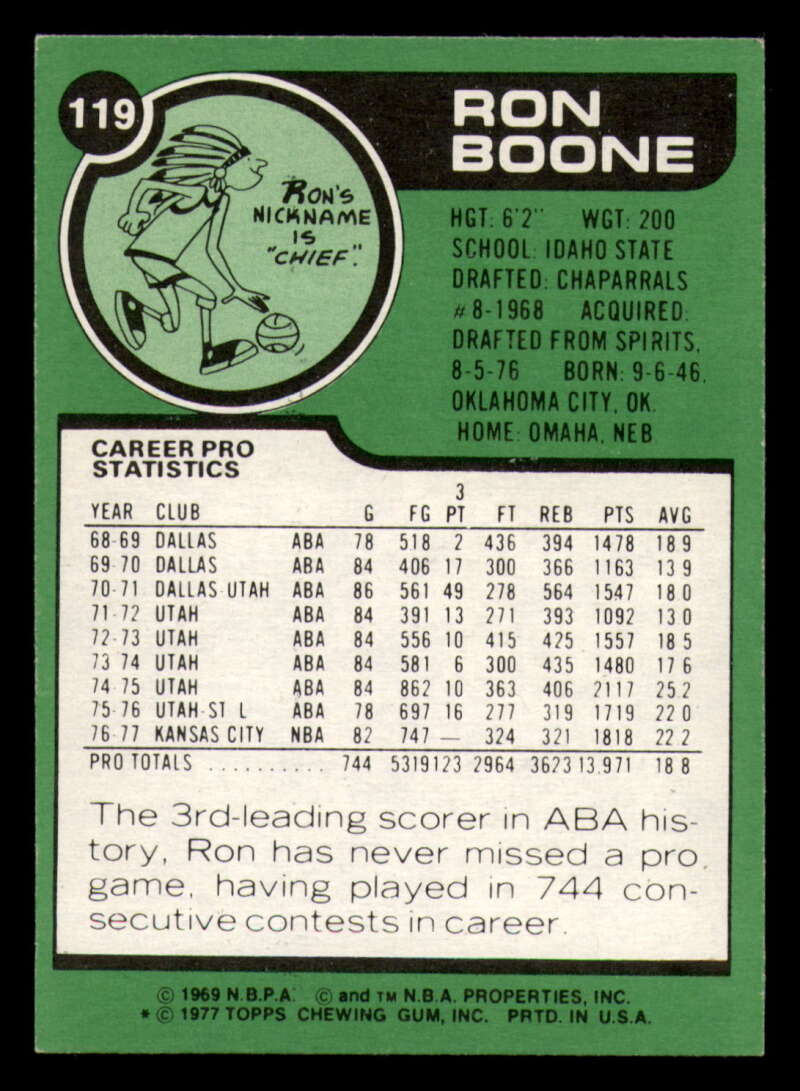 119
RON
BOONE
RON'S
NICKNAME
IS
"CHIEF".
HGT: 6'2" WGT: 200
SCHOOL: IDAHO STATE
DRAFTED: CHAPARRALS
#8-1968 ACQUIRED:
DRAFTED FROM SPIRITS,
8-5-76 BORN: 9-6-46,
OKLAHOMA CITY, OK.
HOME: OMAHA, NEB
CAREER PRO
STATISTICS
3
YEAR CLUB G FG PT FT REB PTS AVG
68-69 DALLAS ABA 78 518 2 436 394 1478 18.9
69-70 DALLAS ABA 84 406 17 300 366 1163 13.9
70-71 DALLAS-UTAH ABA 86 561 49 278 564 1547 18.0
71-72 UTAH ABA 84 391 13 271 393 1092 13.0
72-73 UTAH ABA 84 556 10 415 425 1557 18.5
73-74 UTAH ABA 84 581 6 300 435 1480 17.6
74-75 UTAH ABA 84 862 10 363 406 2117 25.2
75-76 UTAH-ST L ABA 78 697 16 277 319 1719 22.0
76-77 KANSAS CITY NBA 82 747 — 324 321 1818 22.2
PRO TOTALS .......... 744 5319 123 2964 3623 13,971 18.8
The 3rd-leading scorer in ABA his-
tory, Ron has never missed a pro
game, having played in 744 con-
secutive contests in career.
© 1969 N.B.P.A. © and TM N.B.A. PROPERTIES, INC.
* © 1977 TOPPS CHEWING GUM, INC. PRTD. IN U.S.A.